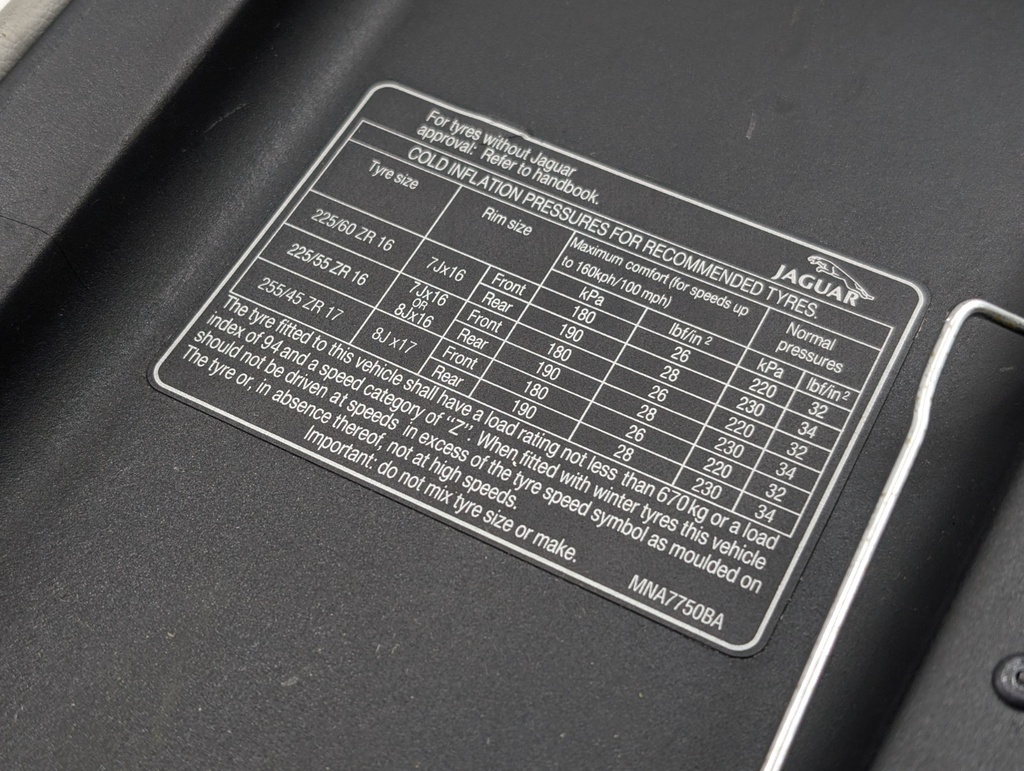 For tyres without Jaguar
approval: Refer to handbook.
JAGUAR
COLD INFLATION PRESSURES FOR RECOMMENDED TYRES.
Tyre size Rim size Maximum comfort (for speeds up
to 160kph/100 mph) Normal
pressures
kPa lbf/in² kPa lbf/in²
225/60 ZR 16 7Jx16 Front 180 26 220 32
Rear 190 28 230 34
225/55 ZR 16 7Jx16
OR
8Jx16 Front 180 26 220 32
Rear 190 28 230 34
255/45 ZR 17 8J x17 Front 180 26 220 32
Rear 190 28 230 34
The tyre fitted to this vehicle shall have a load rating not less than 670kg or a load
index of 94 and a speed category of "Z". When fitted with winter tyres this vehicle
should not be driven at speeds in excess of the tyre speed symbol as moulded on
The tyre or, in absence thereof, not at high speeds.
Important: do not mix tyre size or make.
MNA7750BA